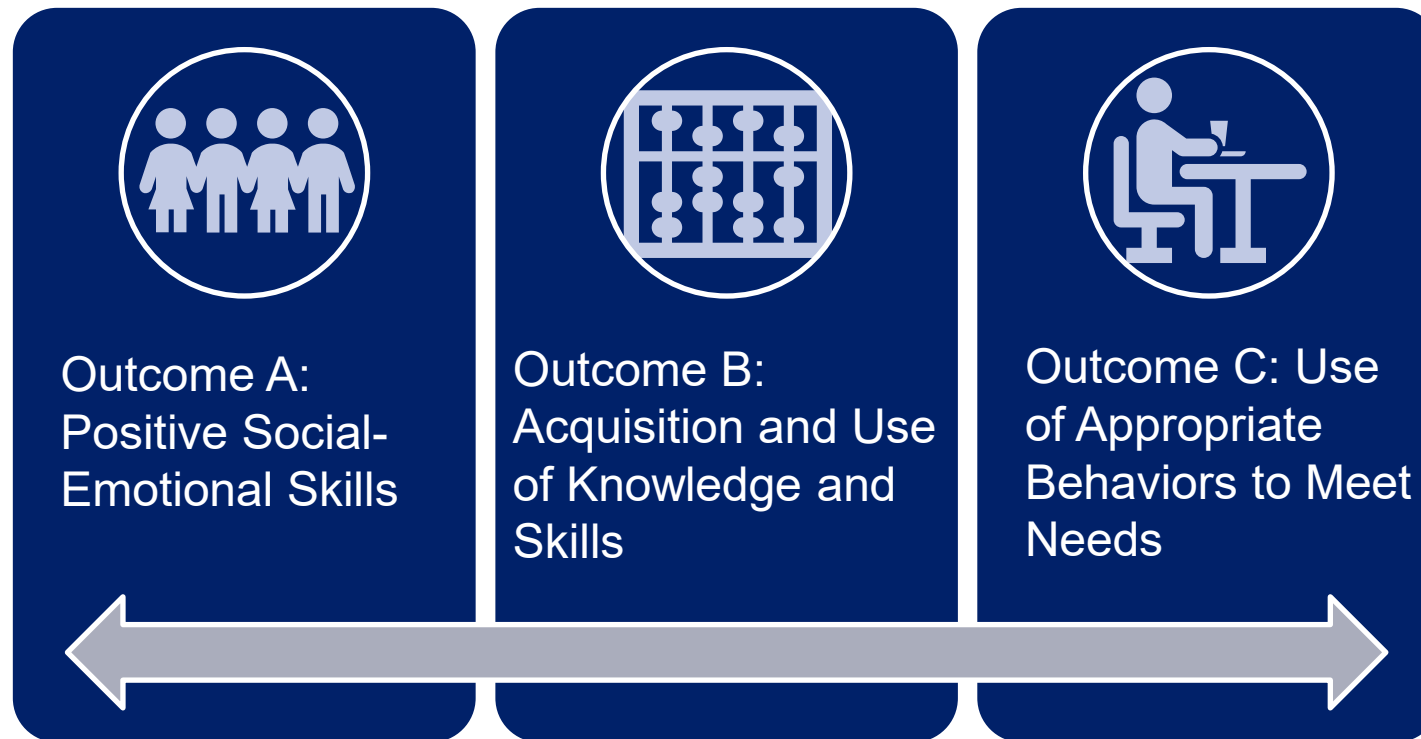 Outcome A:
Positive Social-
Emotional Skills
Outcome B:
Acquisition and Use
of Knowledge and
Skills
Outcome C: Use
of Appropriate
Behaviors to Meet
Needs